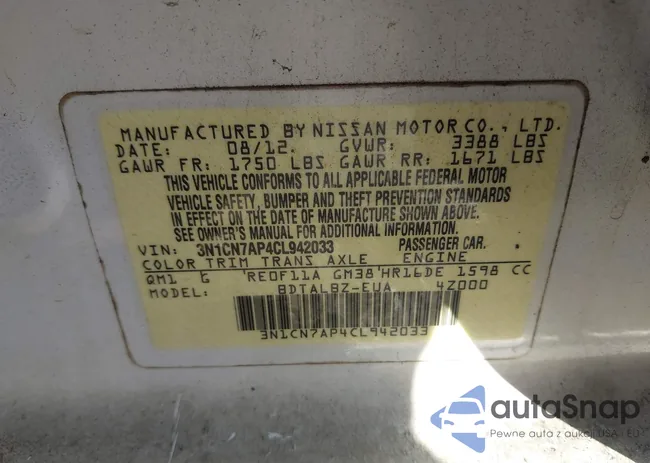 MANUFACTURED BY NISSAN MOTOR CO., LTD.
DATE: 08/12 GVWR: 3388 LBS
GAWR FR: 1750 LBS GAWR RR: 1671 LBS
THIS VEHICLE CONFORMS TO ALL APPLICABLE FEDERAL MOTOR
VEHICLE SAFETY, BUMPER AND THEFT PREVENTION STANDARDS
IN EFFECT ON THE DATE OF MANUFACTURE SHOWN ABOVE.
SEE OWNER'S MANUAL FOR ADDITIONAL INFORMATION.
VIN: 3N1CN7AP4CL942033 PASSENGER CAR.
COLOR TRIM TRANS AXLE ENGINE
QM1 G RE0F11A GM38 HR16DE 1598 CC
MODEL: BDTALBZ-EUA 4Z000
3N1CN7AP4CL942033
autaSnap
Pewne auta z aukcji USA i EU